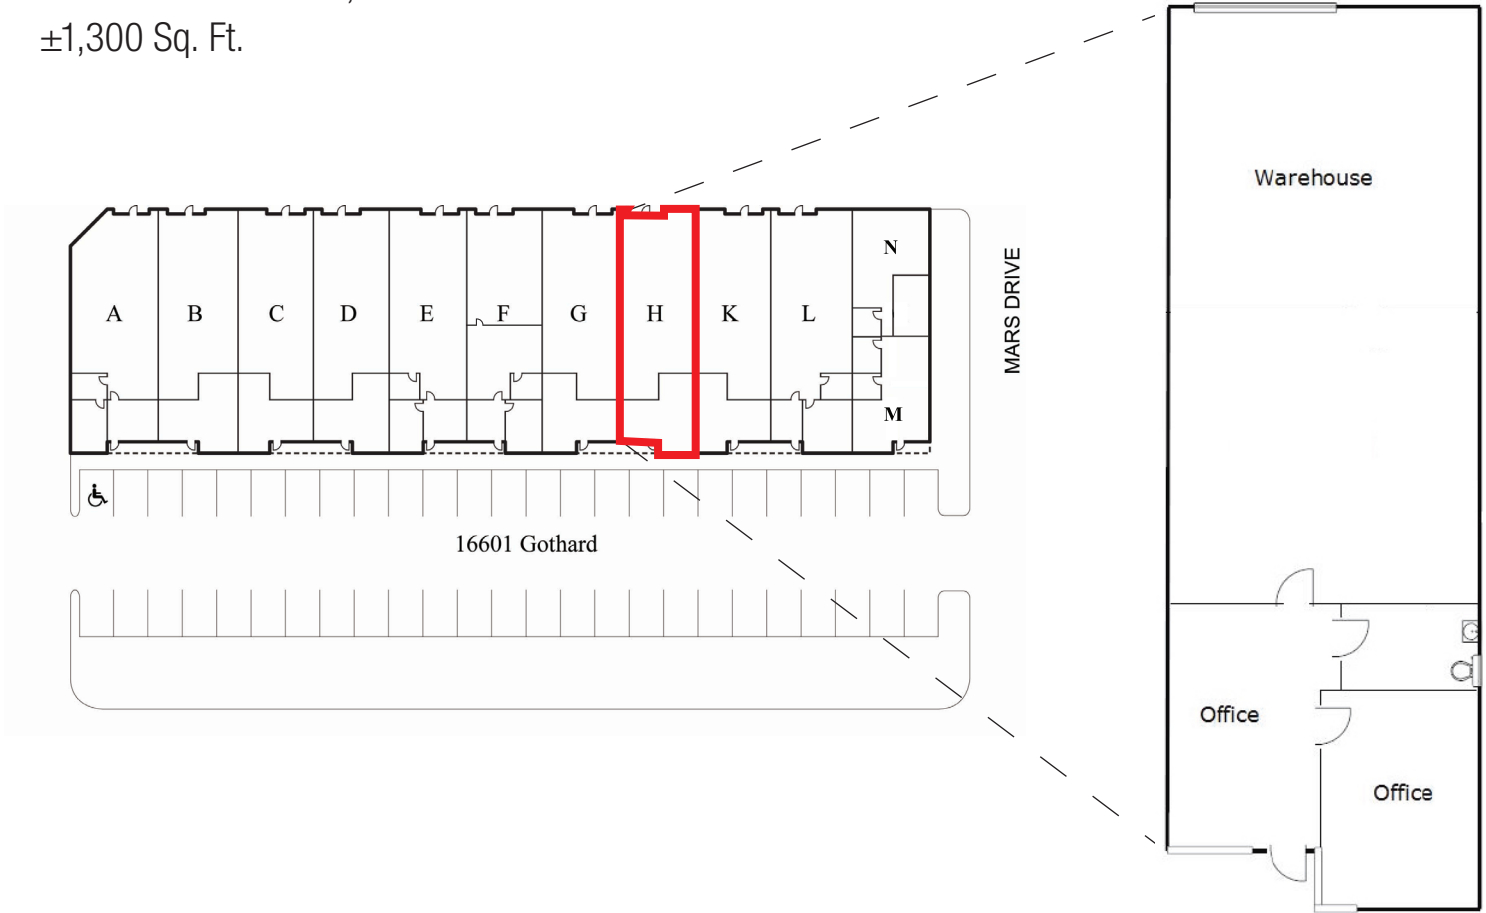 ±1,300 Sq. Ft.
Warehouse
MARS DRIVE
N
A B C D E F G H K L
M
16601 Gothard
Office
Office